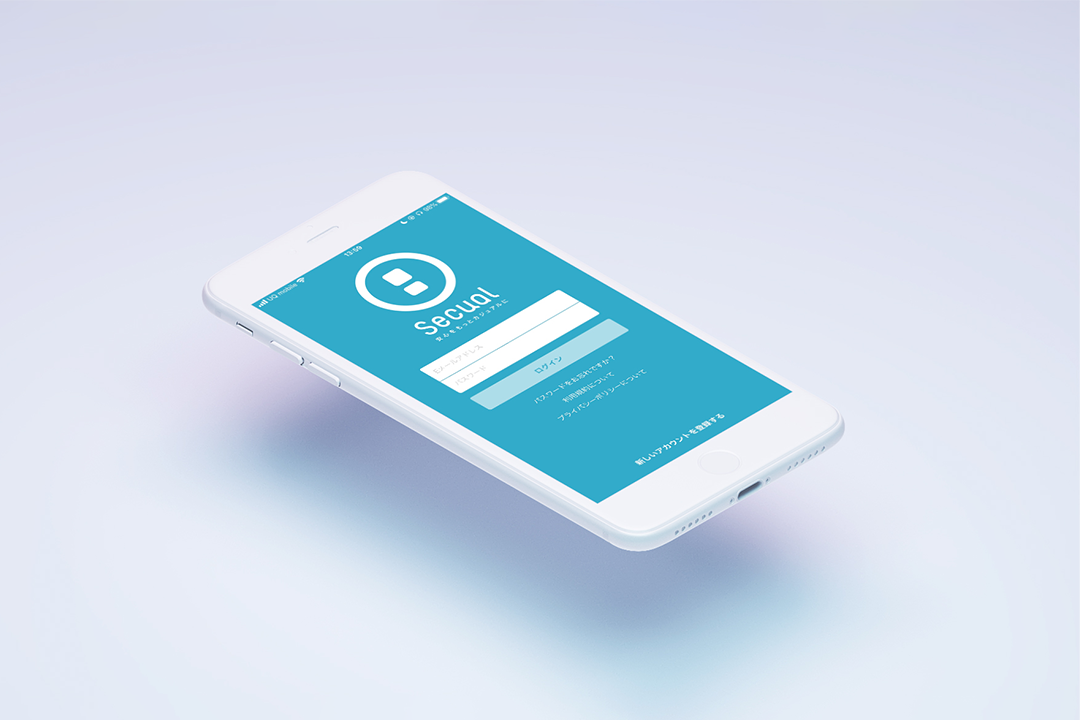 UQ mobile 13:59 90%
Secual
安心をもっとカジュアルに
Eメールアドレス
パスワード
ログイン
パスワードをお忘れですか？
利用規約について
プライバシーポリシーについて
新しいアカウントを登録する